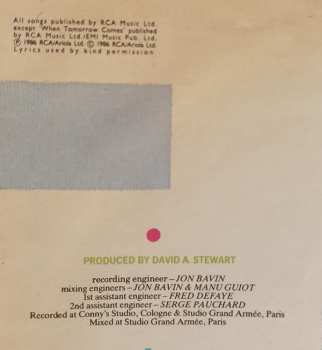 All songs published by RCA Music Ltd.
except 'When Tomorrow Comes' published
by RCA Music Ltd./EMI Music Pub. Ltd.
Ⓟ 1986 RCA/Ariola Ltd © 1986 RCA/Ariola Ltd.
Lyrics used by kind permission
PRODUCED BY DAVID A. STEWART
recording engineer – JON BAVIN
mixing engineers – JON BAVIN & MANU GUIOT
1st assistant engineer – FRED DEFAYE
2nd assistant engineer – SERGE PAUCHARD
Recorded at Conny's Studio, Cologne & Studio Grand Armée, Paris
Mixed at Studio Grand Armée, Paris